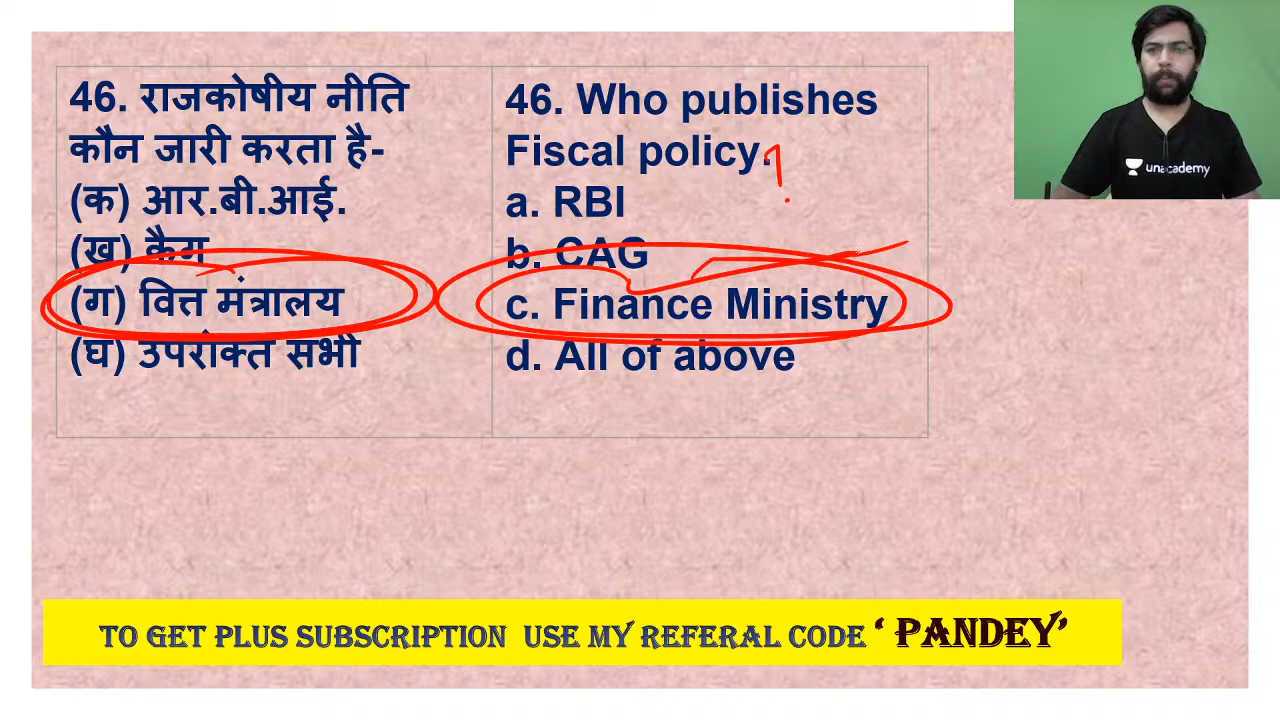 46. राजकोषीय नीति
कौन जारी करता है-
(क) आर.बी.आई.
(ख) कैग
(ग) वित्त मंत्रालय
(घ) उपरोक्त सभी
46. Who publishes
Fiscal policy.?
a. RBI
b. CAG
c. Finance Ministry
d. All of above
unacademy
TO GET PLUS SUBSCRIPTION USE MY REFERAL CODE ‘ PANDEY’